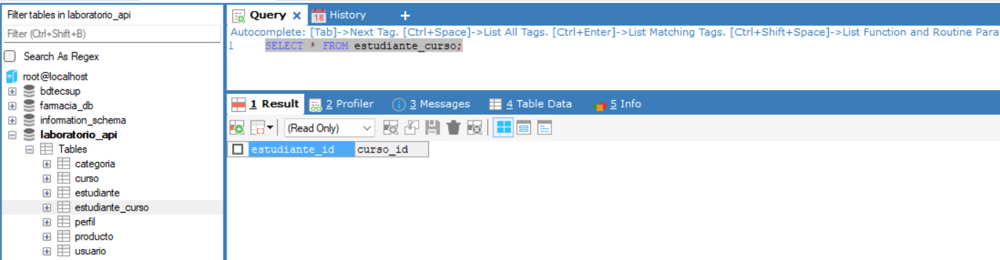 Filter tables in laboratorio_api
Filter (Ctrl+Shift+B)
Search As Regex
root@localhost
bdtecsup
farmacia_db
information_schema
laboratorio_api
Tables
categoria
curso
estudiante
estudiante_curso
perfil
producto
usuario
Query 18 History
Autocomplete: [Tab]->Next Tag. [Ctrl+Space]->List All Tags. [Ctrl+Enter]->List Matching Tags. [Ctrl+Shift+Space]->List Function and Routine Para
1 SELECT * FROM estudiante_curso;
1 Result 2 Profiler 3 Messages 4 Table Data 5 Info
(Read Only)
estudiante_id curso_id